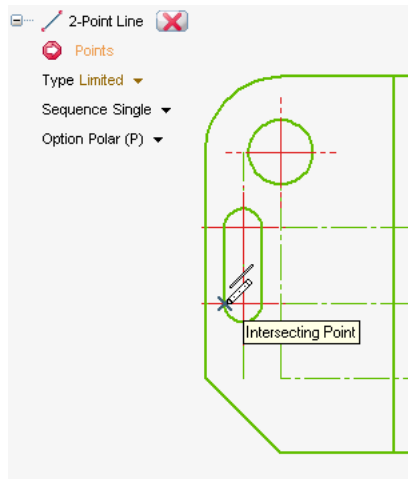 2-Point Line
Points
Type Limited
Sequence Single
Option Polar (P)
Intersecting Point